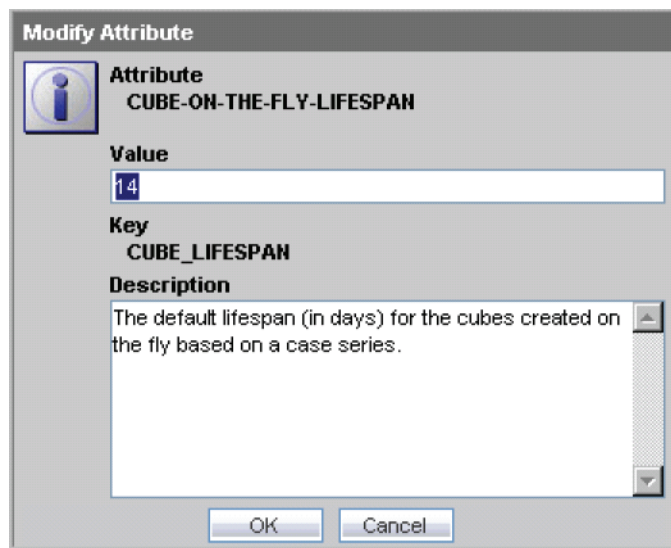 Modify Attribute
Attribute
CUBE-ON-THE-FLY-LIFESPAN
Value
14
Key
CUBE_LIFESPAN
Description
The default lifespan (in days) for the cubes created on
the fly based on a case series.
OK Cancel